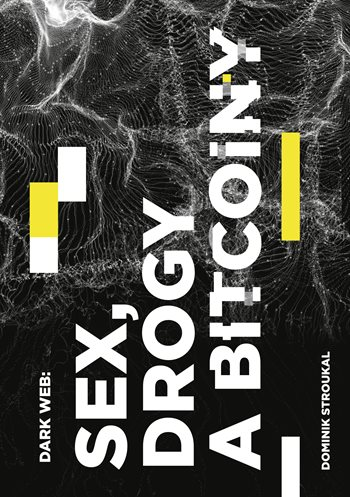 DARK WEB:
SEX,
DROGY
A BITCOINY
DOMINIK STROUKAL